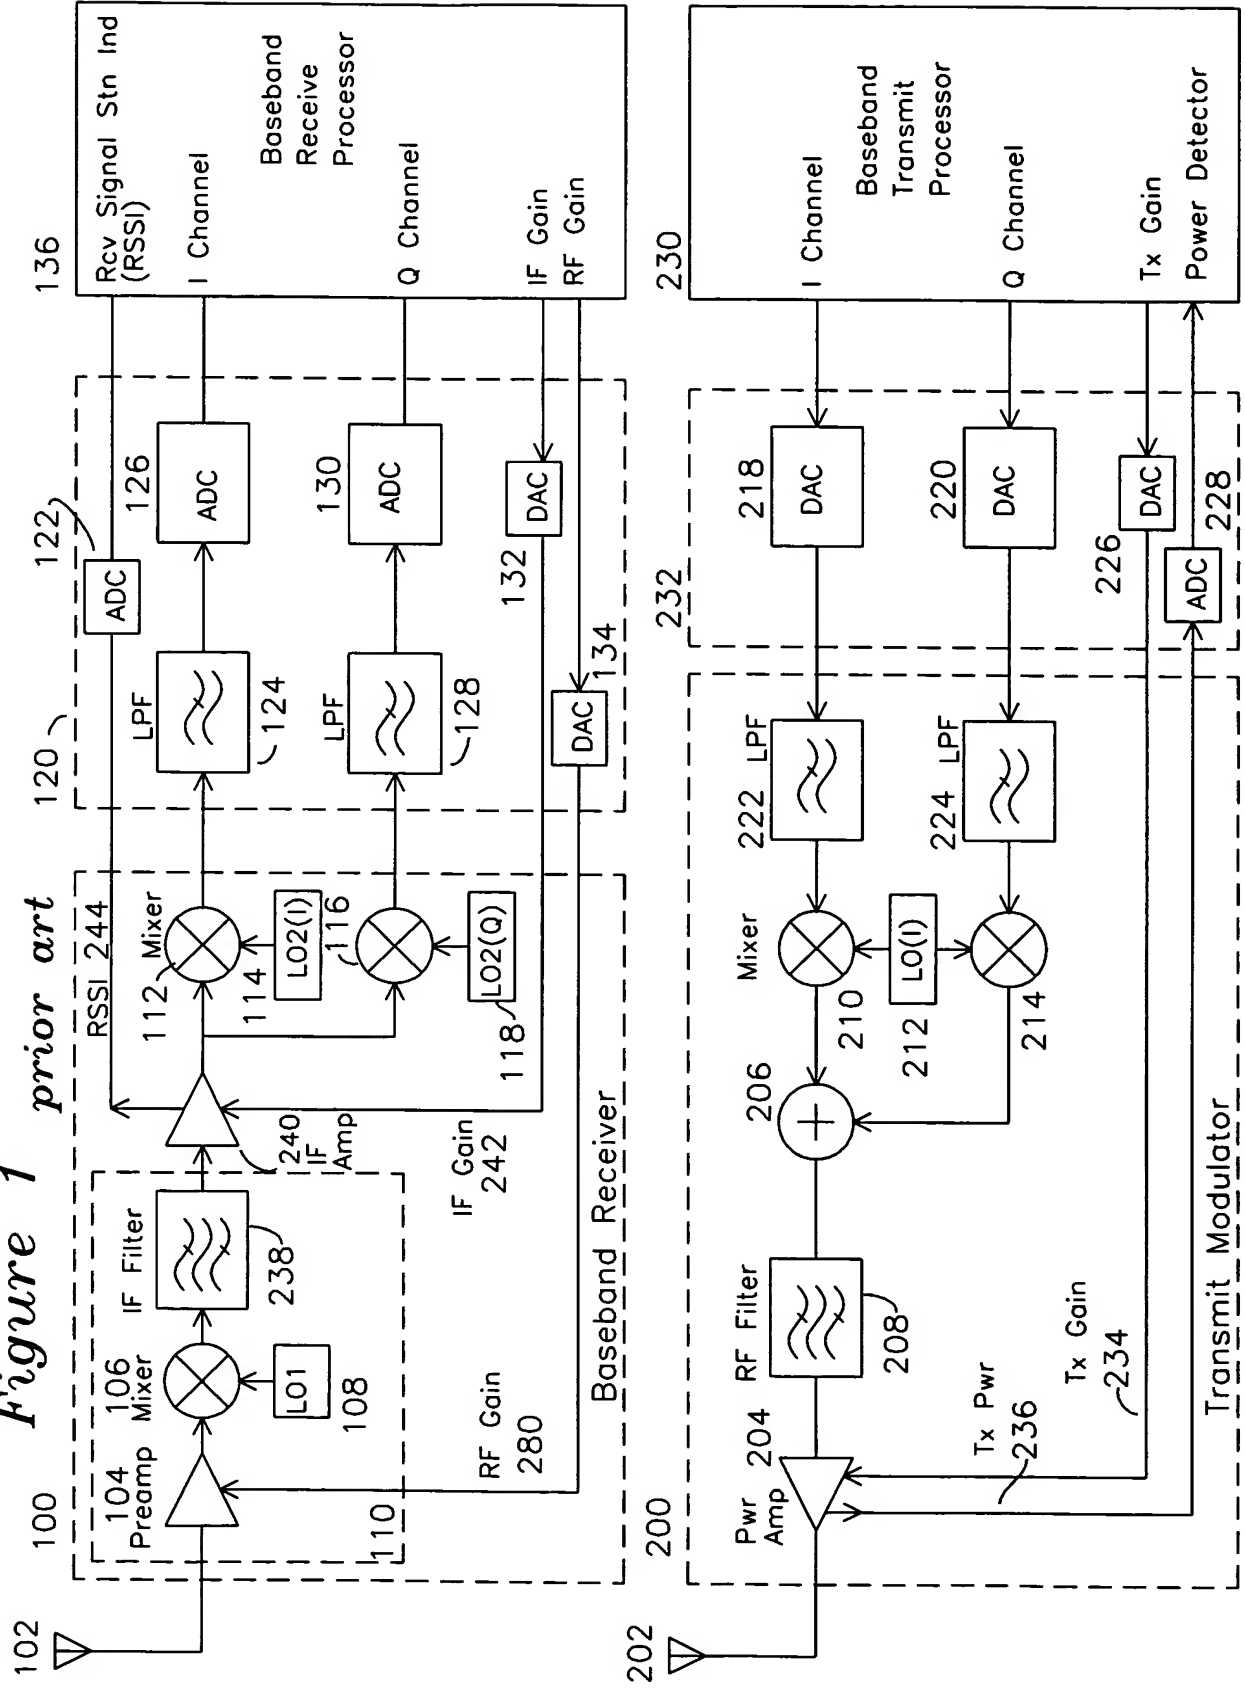 Figure 1
prior art
100
102
104
Preamp
106
Mixer
LO1
108
110
IF Filter
238
240
IF
Amp
RSSI 244
112
Mixer
114
LO2(I)
116
LO2(Q)
118
IF Gain
242
RF Gain
280
Baseband Receiver
120
122
ADC
LPF
124
126
ADC
LPF
128
130
ADC
132
DAC
134
DAC
136
Rcv Signal Stn Ind
(RSSI)
I Channel
Baseband
Receive
Processor
Q Channel
IF Gain
RF Gain
200
202
Pwr
Amp
204
RF Filter
208
206
Mixer
210
LO(I)
212
214
222 LPF
224 LPF
Tx Pwr
236
Tx Gain
234
Transmit Modulator
232
218
DAC
220
DAC
226
DAC
228
ADC
230
I Channel
Baseband
Transmit
Processor
Q Channel
Tx Gain
Power Detector